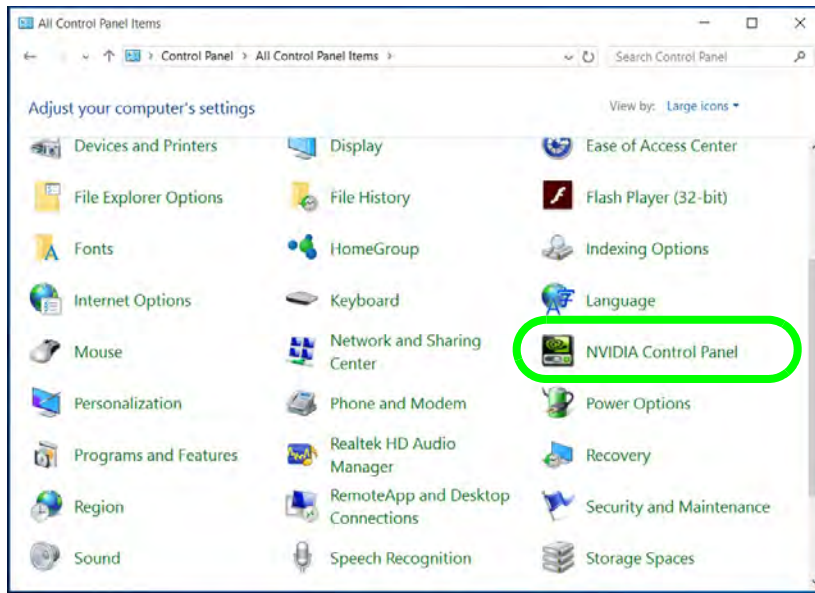 All Control Panel Items
Control Panel > All Control Panel Items >
Search Control Panel
Adjust your computer's settings
View by: Large icons
Devices and Printers
Display
Ease of Access Center
File Explorer Options
File History
Flash Player (32-bit)
Fonts
HomeGroup
Indexing Options
Internet Options
Keyboard
Language
Mouse
Network and Sharing
Center
NVIDIA Control Panel
Personalization
Phone and Modem
Power Options
Programs and Features
Realtek HD Audio
Manager
Recovery
Region
RemoteApp and Desktop
Connections
Security and Maintenance
Sound
Speech Recognition
Storage Spaces